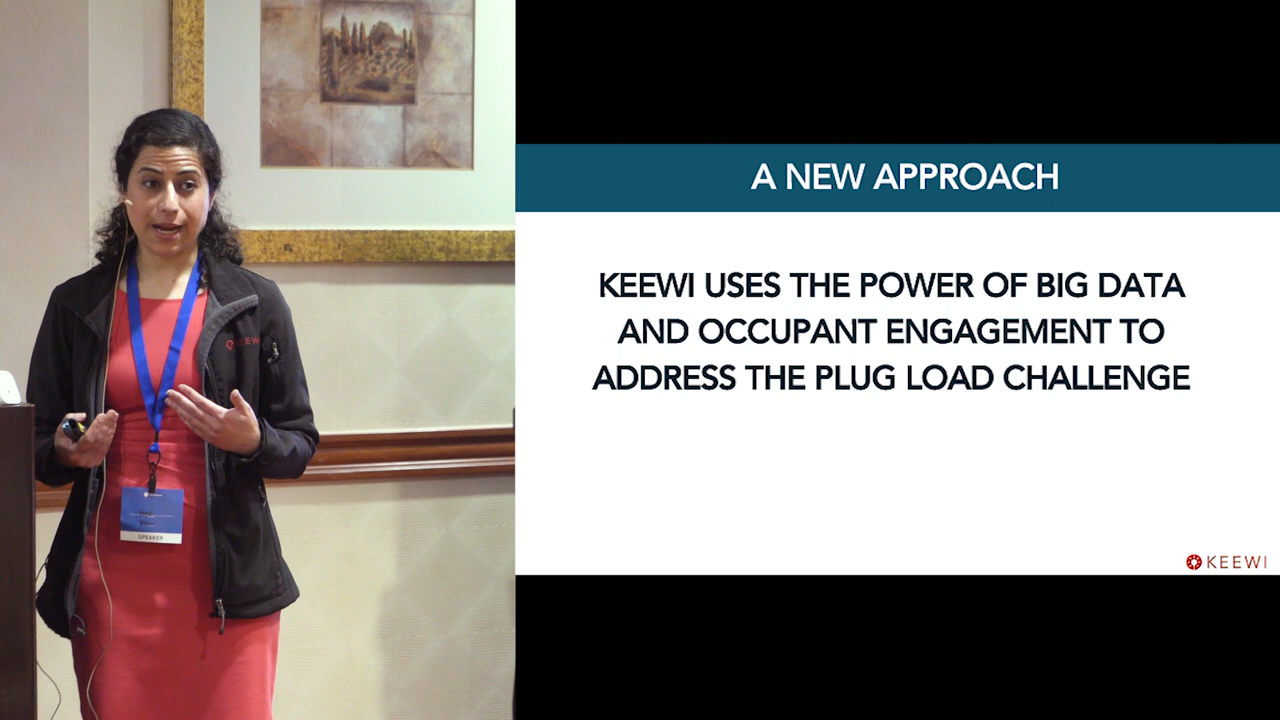 A NEW APPROACH
KEEWI USES THE POWER OF BIG DATA
AND OCCUPANT ENGAGEMENT TO
ADDRESS THE PLUG LOAD CHALLENGE
KEEWI
KEEWI
SPEAKER